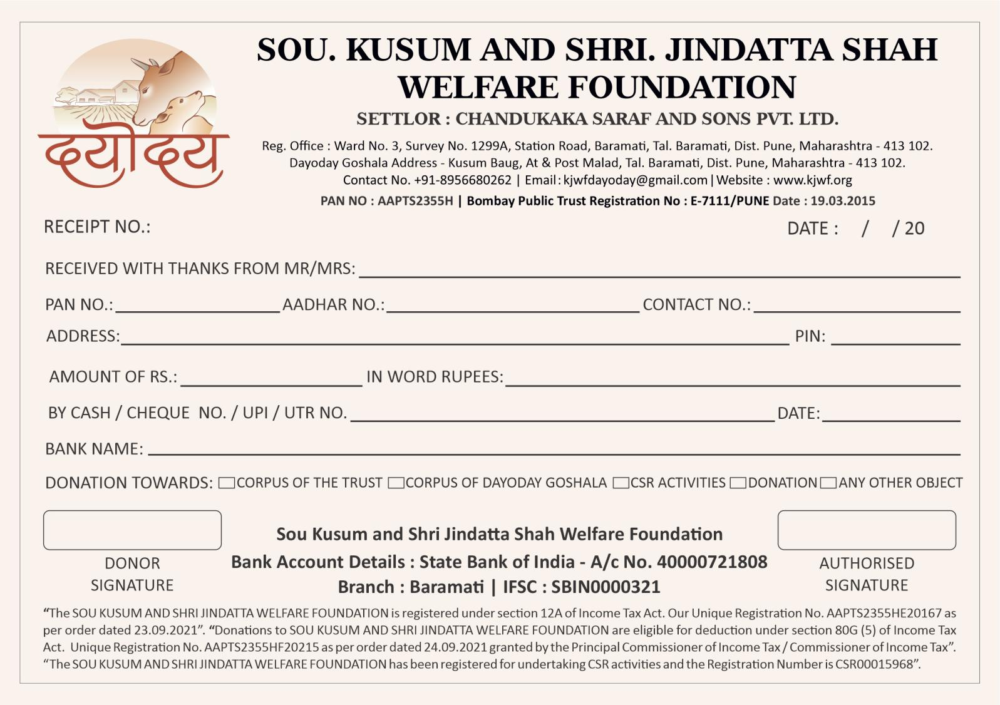 दयोदय
SOU. KUSUM AND SHRI. JINDATTA SHAH
WELFARE FOUNDATION
SETTLOR : CHANDUKAKA SARAF AND SONS PVT. LTD.
Reg. Office : Ward No. 3, Survey No. 1299A, Station Road, Baramati, Tal. Baramati, Dist. Pune, Maharashtra - 413 102.
Dayoday Goshala Address - Kusum Baug, At & Post Malad, Tal. Baramati, Dist. Pune, Maharashtra - 413 102.
Contact No. +91-8956680262 | Email : kjwfdayoday@gmail.com | Website : www.kjwf.org
PAN NO : AAPTS2355H | Bombay Public Trust Registration No : E-7111/PUNE Date : 19.03.2015
RECEIPT NO.: DATE : / / 20
RECEIVED WITH THANKS FROM MR/MRS:
PAN NO.: AADHAR NO.: CONTACT NO.:
ADDRESS: PIN:
AMOUNT OF RS.: IN WORD RUPEES:
BY CASH / CHEQUE NO. / UPI / UTR NO. DATE:
BANK NAME:
DONATION TOWARDS: CORPUS OF THE TRUST CORPUS OF DAYODAY GOSHALA CSR ACTIVITIES DONATION ANY OTHER OBJECT
Sou Kusum and Shri Jindatta Shah Welfare Foundation
Bank Account Details : State Bank of India - A/c No. 40000721808
Branch : Baramati | IFSC : SBIN0000321
DONOR
SIGNATURE
AUTHORISED
SIGNATURE
“The SOU KUSUM AND SHRI JINDATTA WELFARE FOUNDATION is registered under section 12A of Income Tax Act. Our Unique Registration No. AAPTS2355HE20167 as
per order dated 23.09.2021”. “Donations to SOU KUSUM AND SHRI JINDATTA WELFARE FOUNDATION are eligible for deduction under section 80G (5) of Income Tax
Act. Unique Registration No. AAPTS2355HF20215 as per order dated 24.09.2021 granted by the Principal Commissioner of Income Tax / Commissioner of Income Tax”.
“The SOU KUSUM AND SHRI JINDATTA WELFARE FOUNDATION has been registered for undertaking CSR activities and the Registration Number is CSR00015968”.